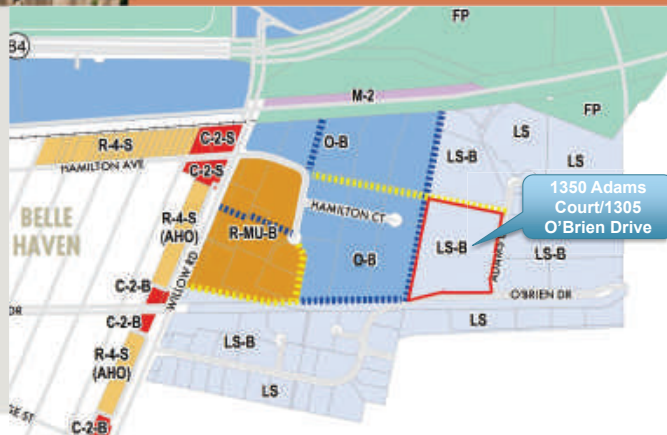 FP
84
M-2
FP
R-4-S
C-2-S
O-B
LS-B
LS
LS
HAMILTON AVE
C-2-S
1350 Adams
Court/1305
O'Brien Drive
BELLE
HAVEN
R-4-S
(AHO)
HAMILTON CT
R-MU-B
LS-B
ADAMS
LS-B
O-B
WILLOW RD
C-2-B
O'BRIEN DR
DR
C-2-B
LS
LS-B
R-4-S
(AHO)
LS
C-2-B